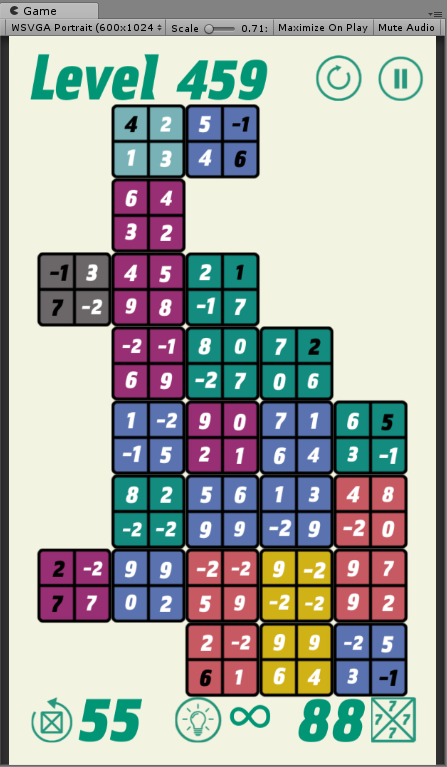 Game
WSVGA Portrait (600x1024 Scale 0.71: Maximize On Play Mute Audio
Level 459
4 2 5 -1
1 3 4 6
6 4
3 2
-1 3 4 5 2 1
7 -2 9 8 -1 7
-2 -1 8 0 7 2
6 9 -2 7 0 6
1 -2 9 0 7 1 6 5
-1 5 2 1 6 4 3 -1
8 2 5 6 1 3 4 8
-2 -2 9 9 -2 9 -2 0
2 -2 9 9 -2 -2 9 -2 9 7
7 7 0 2 5 9 -2 -2 9 2
2 -2 9 9 -2 5
6 1 6 4 3 -1
55 ∞ 88 7 7 7 7